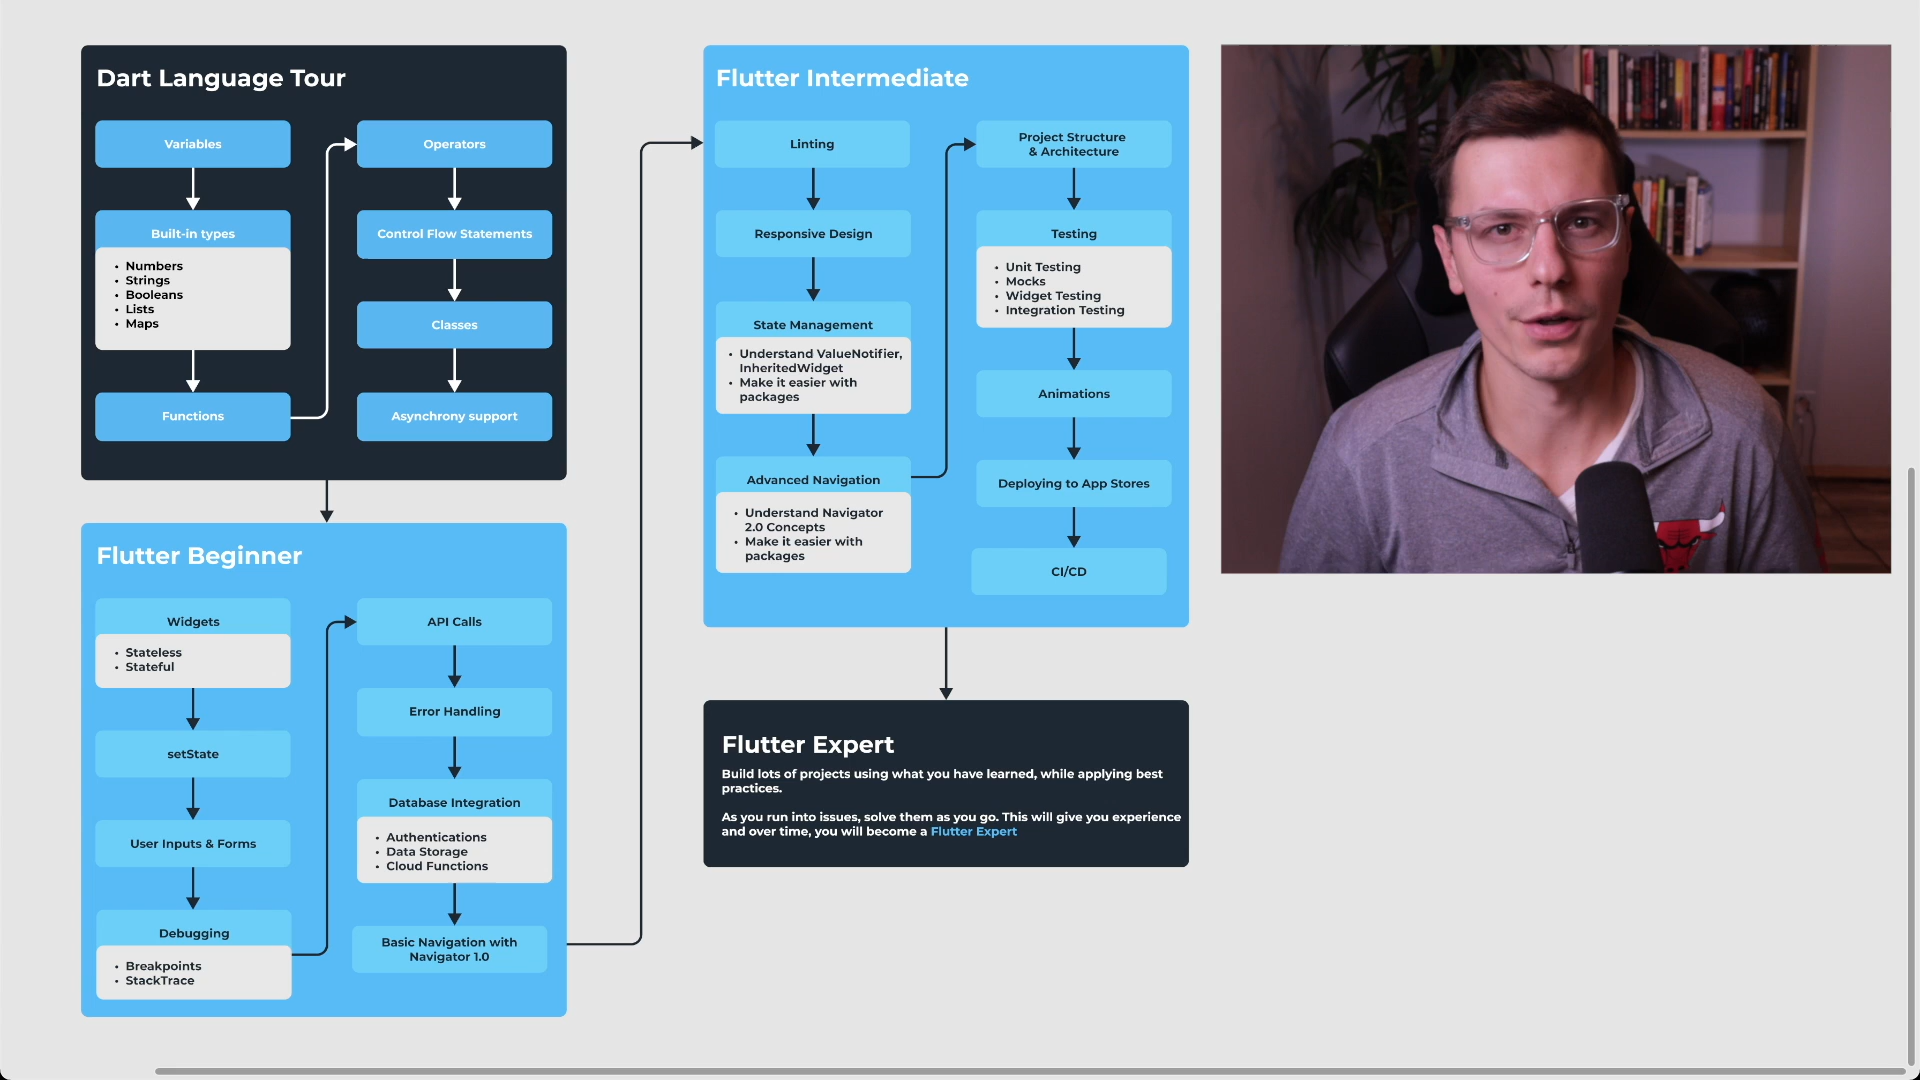 Dart Language Tour
Variables
Built-in types
• Numbers
• Strings
• Booleans
• Lists
• Maps
Functions
Operators
Control Flow Statements
Classes
Asynchrony support
Flutter Beginner
Widgets
• Stateless
• Stateful
setState
User Inputs & Forms
Debugging
• Breakpoints
• StackTrace
API Calls
Error Handling
Database Integration
• Authentications
• Data Storage
• Cloud Functions
Basic Navigation with
Navigator 1.0
Flutter Intermediate
Linting
Responsive Design
State Management
• Understand ValueNotifier,
InheritedWidget
• Make it easier with
packages
Advanced Navigation
• Understand Navigator
2.0 Concepts
• Make it easier with
packages
Project Structure
& Architecture
Testing
• Unit Testing
• Mocks
• Widget Testing
• Integration Testing
Animations
Deploying to App Stores
CI/CD
Flutter Expert
Build lots of projects using what you have learned, while applying best
practices.
As you run into issues, solve them as you go. This will give you experience
and over time, you will become a Flutter Expert